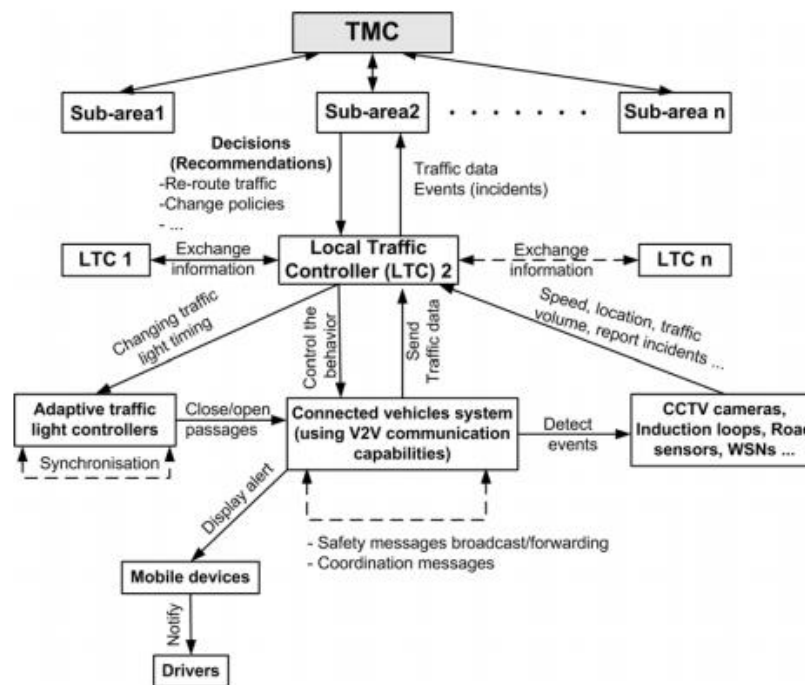 TMC
Sub-area1
Sub-area2
. . . . . . .
Sub-area n
Decisions
(Recommendations)
-Re-route traffic
-Change policies
- ...
Traffic data
Events (incidents)
LTC 1
Exchange
information
Local Traffic
Controller (LTC) 2
Exchange
information
LTC n
Changing traffic
light timing
Control the
behavior
Send
Traffic data
Speed, location, traffic
volume, report incidents ...
Adaptive traffic
light controllers
Synchronisation
Close/open
passages
Connected vehicles system
(using V2V communication
capabilities)
Detect
events
CCTV cameras,
Induction loops, Road
sensors, WSNs ...
Display alert
- Safety messages broadcast/forwarding
- Coordination messages
Mobile devices
Notify
Drivers